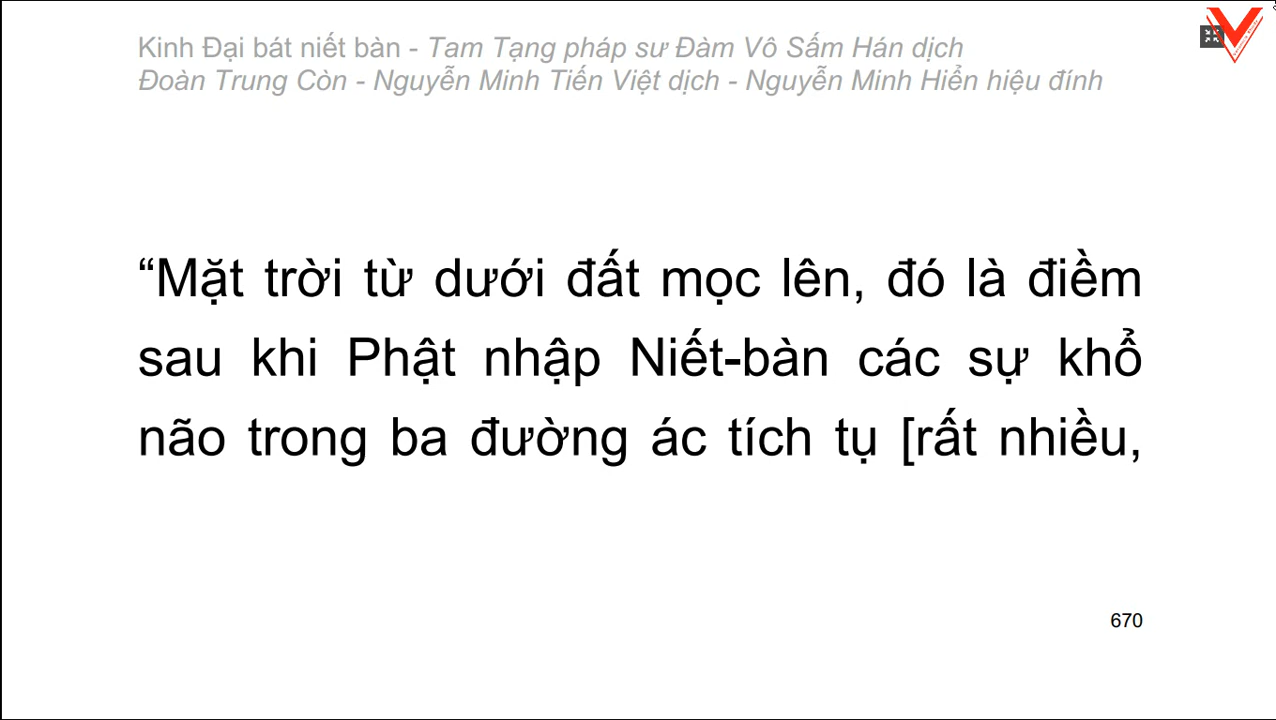 Kinh Đại bát niết bàn - Tam Tạng pháp sư Đàm Vô Sấm Hán dịch
Đoàn Trung Còn - Nguyễn Minh Tiến Việt dịch - Nguyễn Minh Hiển hiệu đính
“Mặt trời từ dưới đất mọc lên, đó là điềm
sau khi Phật nhập Niết-bàn các sự khổ
não trong ba đường ác tích tụ [rất nhiều,
670